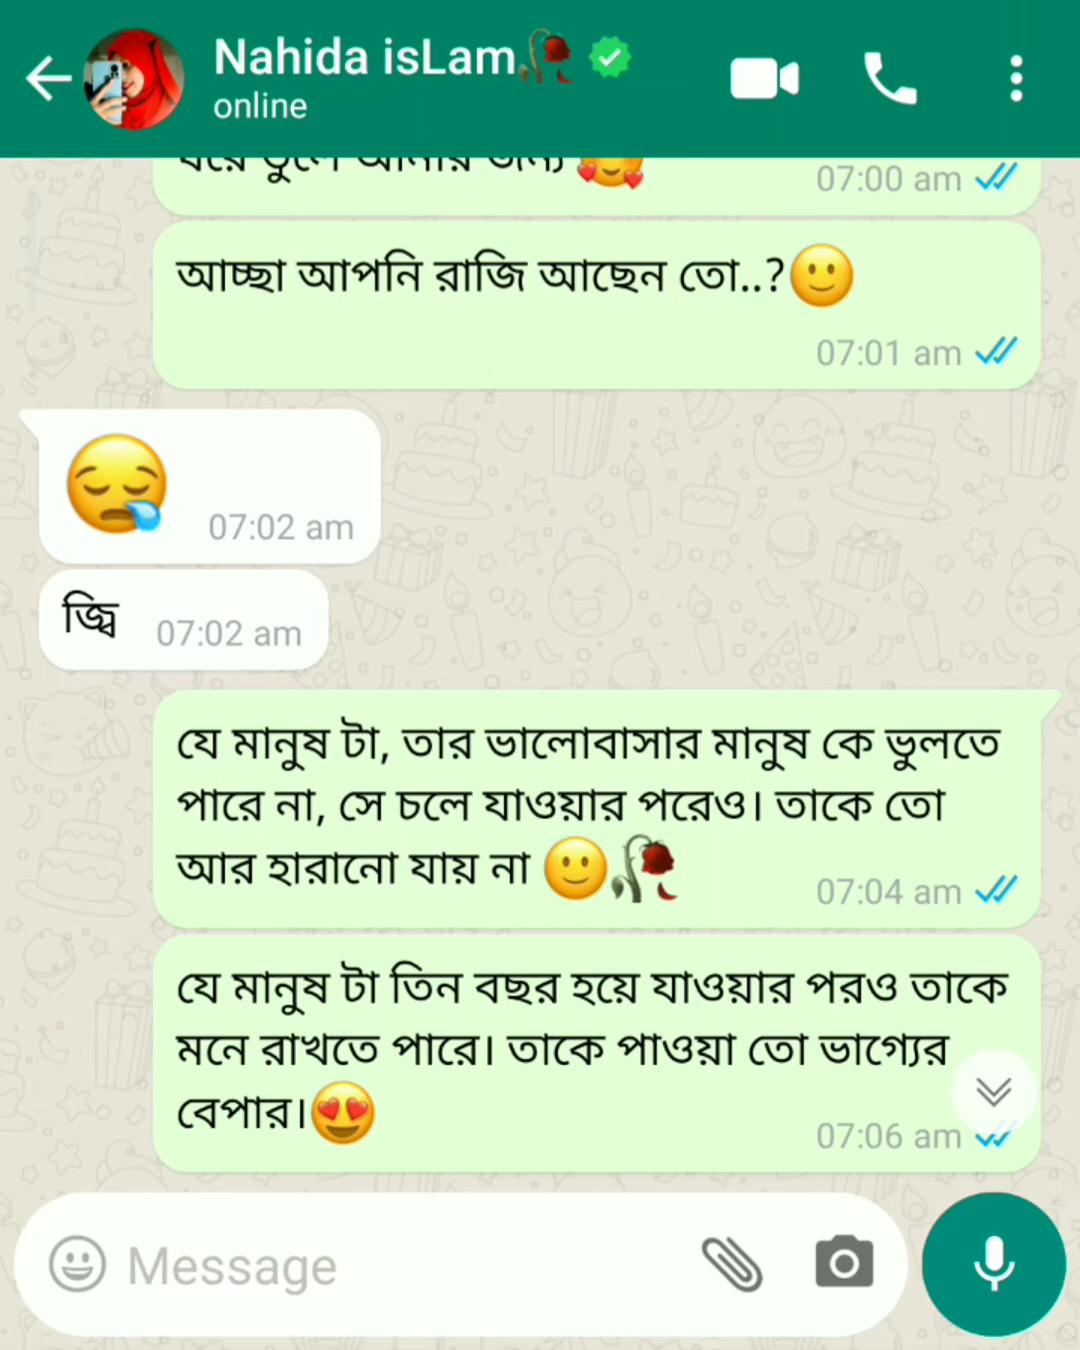 Nahida isLam🥀
online
07:00 am
আচ্ছা আপনি রাজি আছেন তো..?🙂
07:01 am
😪
07:02 am
জ্বি
07:02 am
যে মানুষ টা, তার ভালোবাসার মানুষ কে ভুলতে
পারে না, সে চলে যাওয়ার পরেও। তাকে তো
আর হারানো যায় না 🙂🥀
07:04 am
যে মানুষ টা তিন বছর হয়ে যাওয়ার পরও তাকে
মনে রাখতে পারে। তাকে পাওয়া তো ভাগ্যের
বেপার।😍
07:06 am
Message